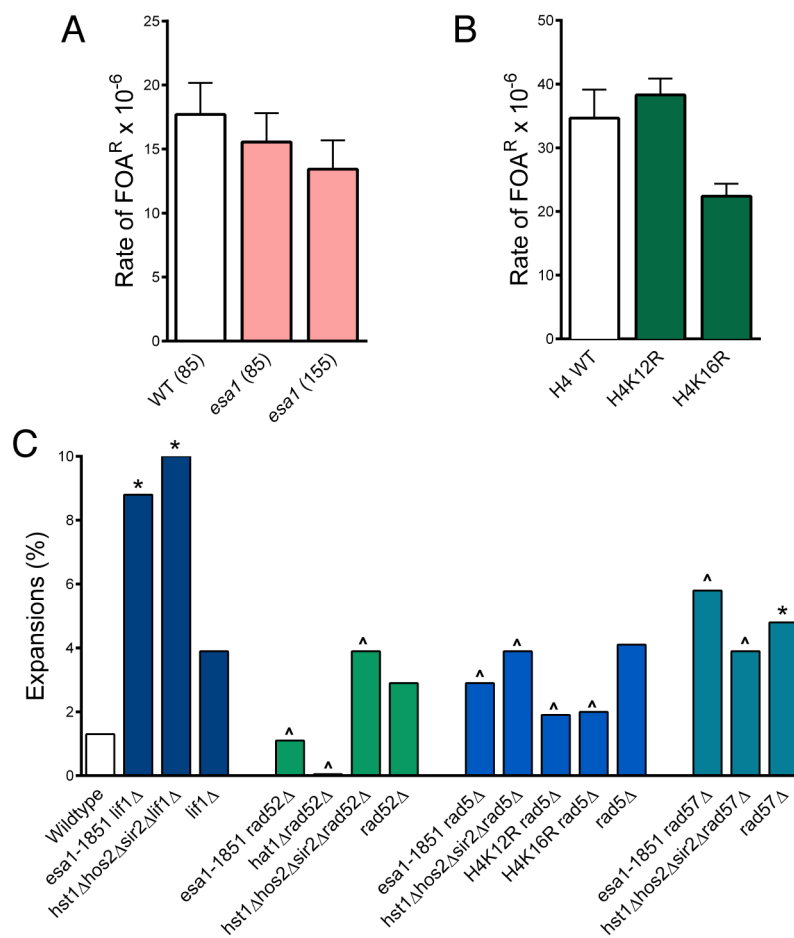 A
Rate of FOA^R x 10^-6
25
20
15
10
5
0
WT (85)
esa1 (85)
esa1 (155)
B
Rate of FOA^R x 10^-6
50
40
30
20
10
0
H4 WT
H4K12R
H4K16R
C
Expansions (%)
10
8
6
4
2
0
*
*
^
^
^
^
^
^
^
^
^
*
Wildtype
esa1-1851 lif1Δ
hst1Δhos2Δsir2Δlif1Δ
lif1Δ
esa1-1851 rad52Δ
hat1Δrad52Δ
hst1Δhos2Δsir2Δrad52Δ
rad52Δ
esa1-1851 rad5Δ
hst1Δhos2Δsir2Δrad5Δ
H4K12R rad5Δ
H4K16R rad5Δ
rad5Δ
esa1-1851 rad57Δ
hst1Δhos2Δsir2Δrad57Δ
rad57Δ